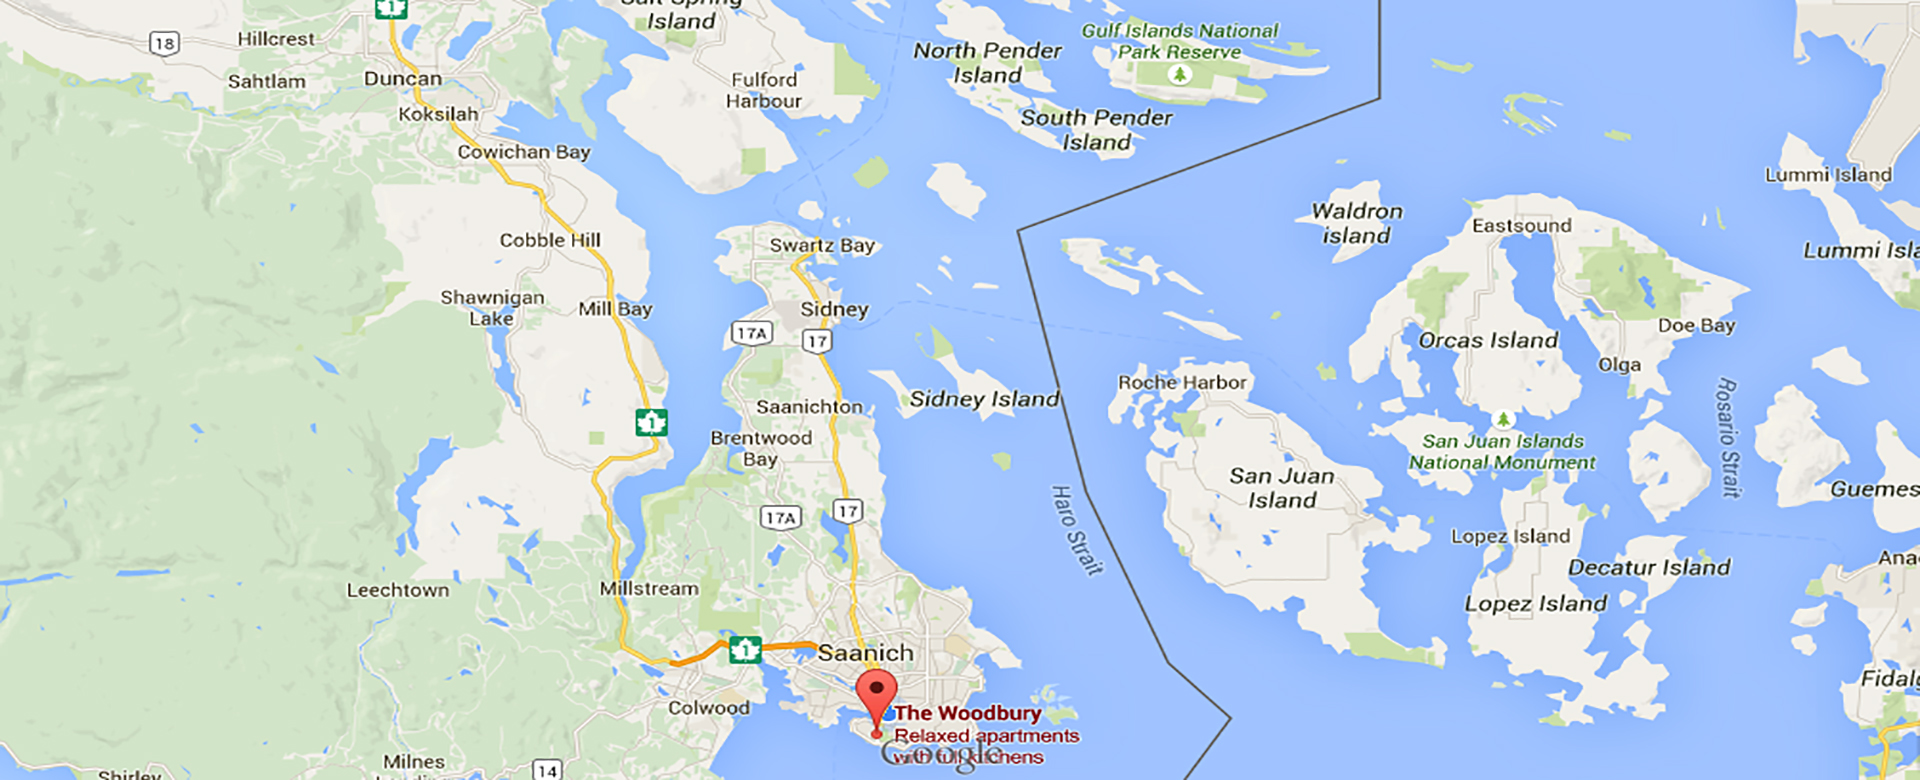 1
18
Hillcrest
Sahtlam
Duncan
Koksilah
Cowichan Bay
Cobble Hill
Shawnigan
Lake
Mill Bay
1
Leechtown
Millstream
1
Colwood
Milnes
Shirley
14
Salt Spring
Island
Fulford
Harbour
North Pender
Island
Gulf Islands National
Park Reserve
South Pender
Island
Swartz Bay
Sidney
17A
17
Saanichton
Sidney Island
Brentwood
Bay
17A
17
Saanich
The Woodbury
Relaxed apartments
with full kitchens
Google
Haro Strait
Waldron
island
Eastsound
Orcas Island
Doe Bay
Olga
Roche Harbor
San Juan
Island
San Juan Islands
National Monument
Lopez Island
Decatur Island
Lopez Island
Rosario Strait
Lummi Island
Lummi Isla
Guemes
Ana
Fidal